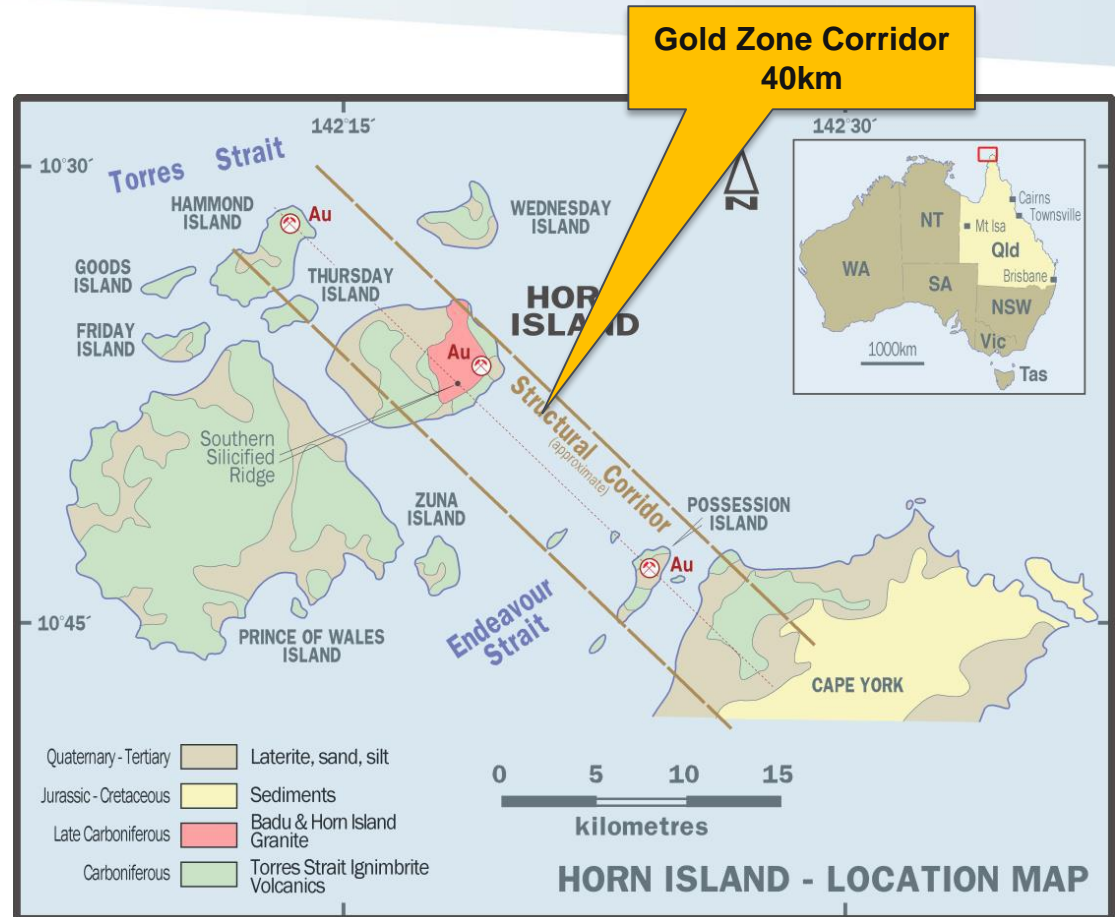 Gold Zone Corridor
40km
142°15´
142°30´
10°30
Torres Strait
HAMMOND
ISLAND
Au
WEDNESDAY
ISLAND
N
GOODS
ISLAND
THURSDAY
ISLAND
HORN
ISLAND
FRIDAY
ISLAND
Au
Structural Corridor
(approximate)
Southern
Silicified
Ridge
ZUNA
ISLAND
POSSESSION
ISLAND
Au
Endeavour
Strait
10°45
PRINCE OF WALES
ISLAND
CAPE YORK
NT
Cairns
Townsville
Mt Isa
Qld
WA
Brisbane
SA
NSW
Vic
1000km
Tas
Quaternary - Tertiary Laterite, sand, silt
Jurassic - Cretaceous Sediments
Late Carboniferous Badu & Horn Island
Granite
Carboniferous Torres Strait Ignimbrite
Volcanics
0 5 10 15
kilometres
HORN ISLAND - LOCATION MAP